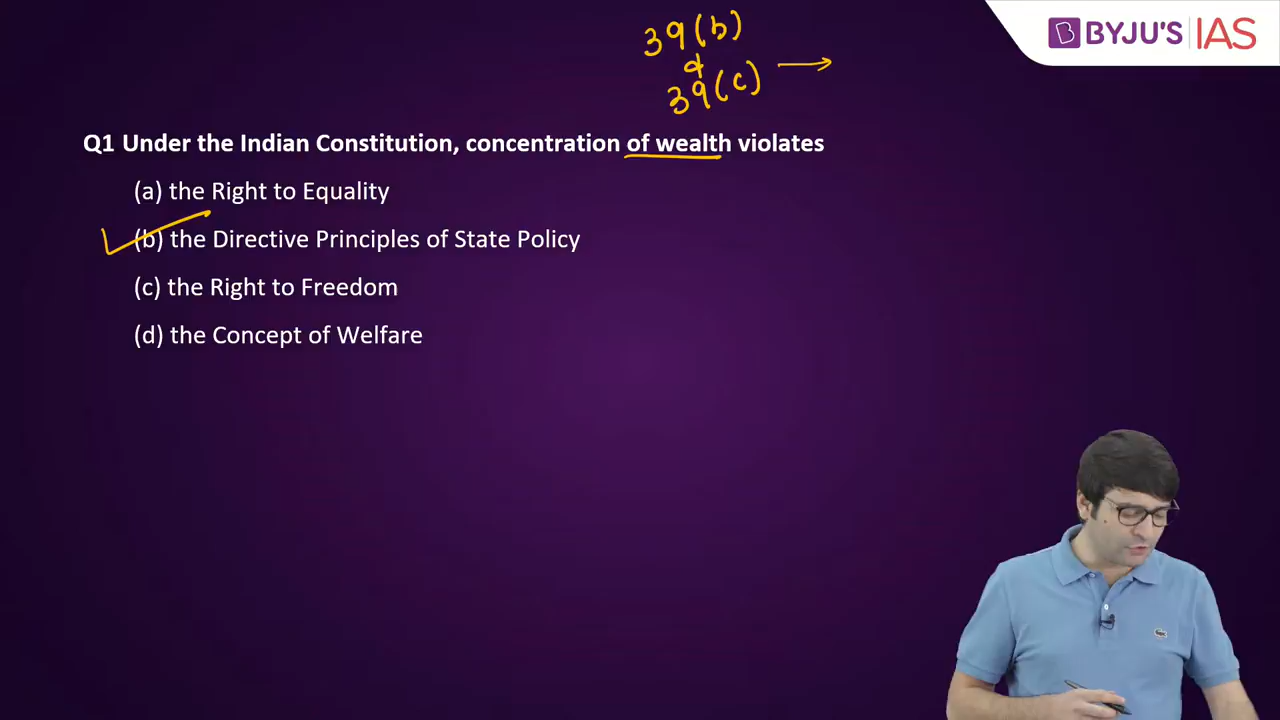 39(b)
&
39(c) →
BYJU'S IAS
Q1 Under the Indian Constitution, concentration of wealth violates
(a) the Right to Equality
(b) the Directive Principles of State Policy
(c) the Right to Freedom
(d) the Concept of Welfare